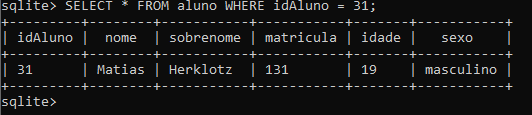 sqlite> SELECT * FROM aluno WHERE idAluno = 31;
+---------+--------+-----------+-----------+-------+-----------+
| idAluno |  nome  | sobrenome | matricula | idade |   sexo    |
+---------+--------+-----------+-----------+-------+-----------+
| 31      | Matias | Herklotz  | 131       | 19    | masculino |
+---------+--------+-----------+-----------+-------+-----------+
sqlite>